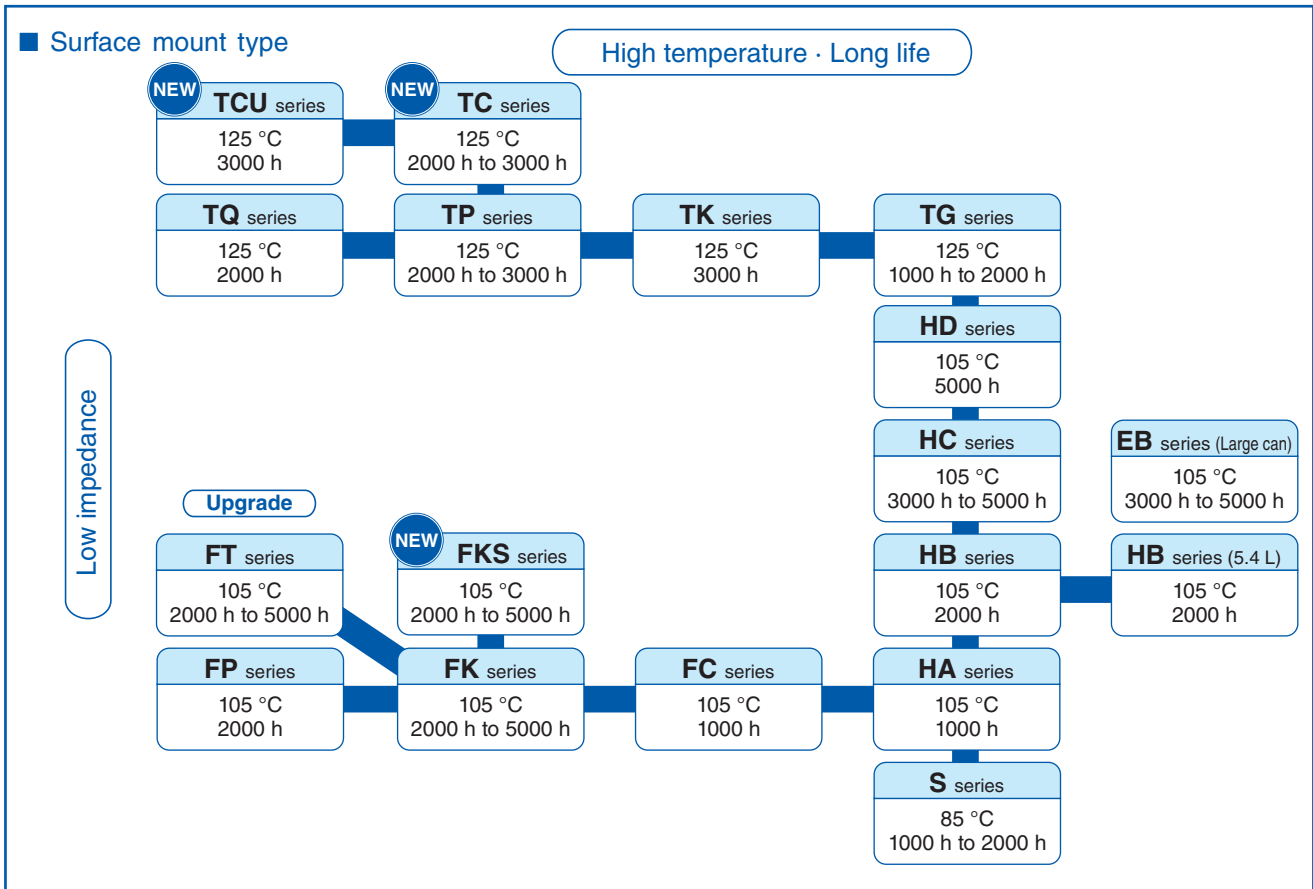 ■ Surface mount type
High temperature · Long life
NEW
TCU series
125 °C
3000 h
NEW
TC series
125 °C
2000 h to 3000 h
TQ series
125 °C
2000 h
TP series
125 °C
2000 h to 3000 h
TK series
125 °C
3000 h
TG series
125 °C
1000 h to 2000 h
HD series
105 °C
5000 h
Low impedance
HC series
105 °C
3000 h to 5000 h
EB series (Large can)
105 °C
3000 h to 5000 h
Upgrade
FT series
105 °C
2000 h to 5000 h
NEW
FKS series
105 °C
2000 h to 5000 h
HB series
105 °C
2000 h
HB series (5.4 L)
105 °C
2000 h
FP series
105 °C
2000 h
FK series
105 °C
2000 h to 5000 h
FC series
105 °C
1000 h
HA series
105 °C
1000 h
S series
85 °C
1000 h to 2000 h